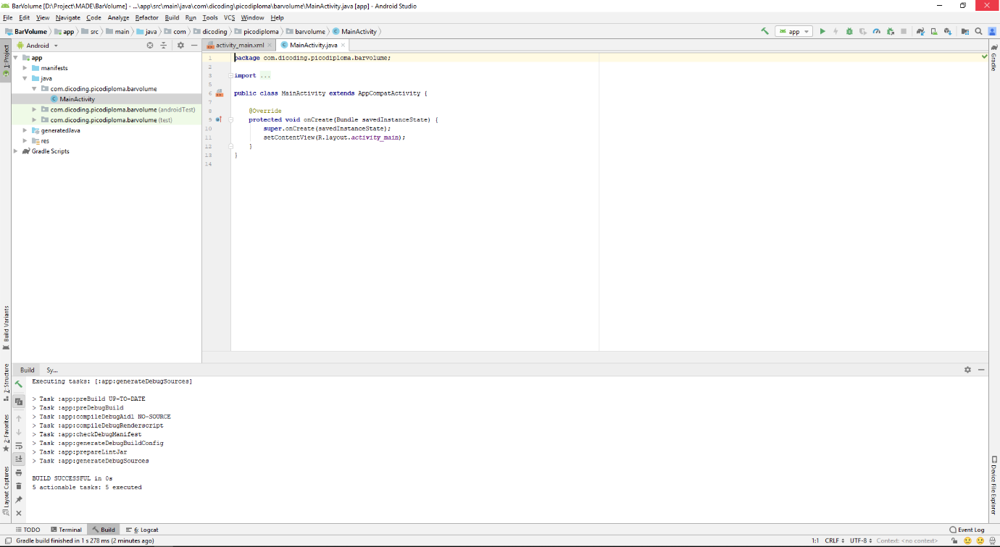 BarVolume [D:\Project\MADE\BarVolume] - ...\app\src\main\java\com\dicoding\picodiploma\barvolume\MainActivity.java [app] - Android Studio
File Edit View Navigate Code Analyze Refactor Build Run Tools VCS Window Help
BarVolume app src main java com dicoding picodiploma barvolume MainActivity app
1: Project
Android
app
manifests
java
com.dicoding.picodiploma.barvolume
MainActivity
com.dicoding.picodiploma.barvolume (androidTest)
com.dicoding.picodiploma.barvolume (test)
generatedJava
res
Gradle Scripts
activity_main.xml MainActivity.java
1 package com.dicoding.picodiploma.barvolume;
2
3 import ...
5
6 public class MainActivity extends AppCompatActivity {
7
8 @Override
9 protected void onCreate(Bundle savedInstanceState) {
10 super.onCreate(savedInstanceState);
11 setContentView(R.layout.activity_main);
12 }
13 }
14
Gradle
Build Variants
Z: Structure
2: Favorites
Layout Captures
Device File Explorer
Build Sy...
Executing tasks: [:app:generateDebugSources]
> Task :app:preBuild UP-TO-DATE
> Task :app:preDebugBuild
> Task :app:compileDebugAidl NO-SOURCE
> Task :app:compileDebugRenderscript
> Task :app:checkDebugManifest
> Task :app:generateDebugBuildConfig
> Task :app:prepareLintJar
> Task :app:generateDebugSources
BUILD SUCCESSFUL in 0s
5 actionable tasks: 5 executed
TODO Terminal Build 6: Logcat Event Log
Gradle build finished in 1 s 278 ms (2 minutes ago) 1:1 CRLF UTF-8 Context: <no context>